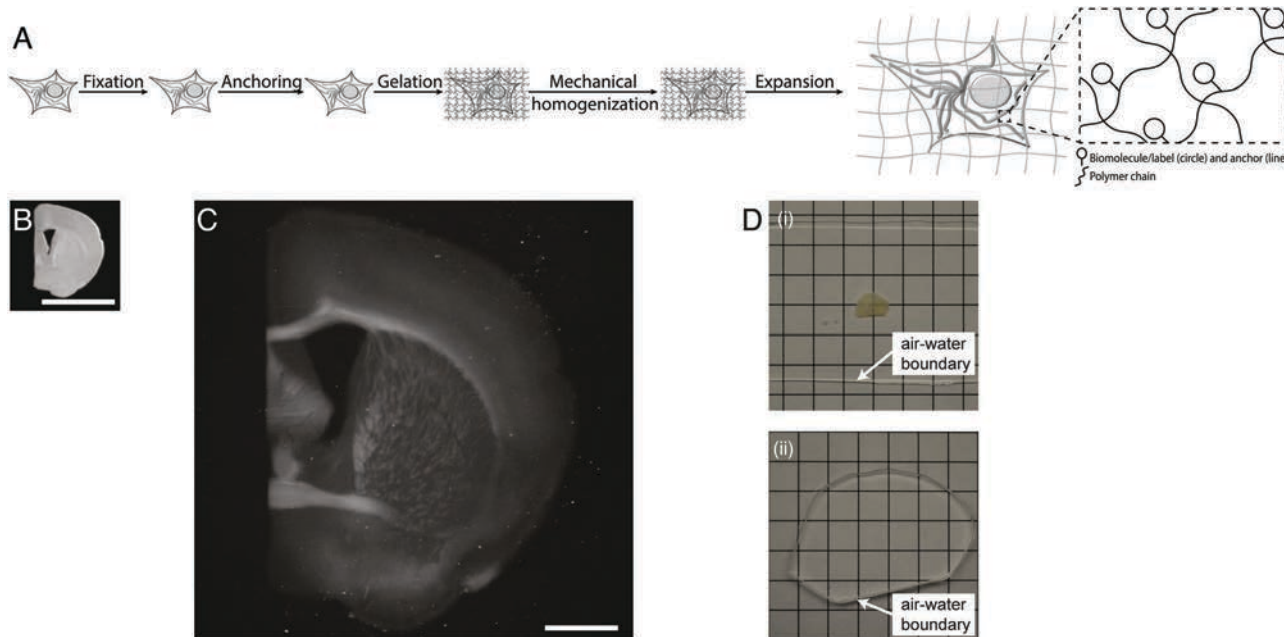 A
Fixation
Anchoring
Gelation
Mechanical
homogenization
Expansion
Biomolecule/label (circle) and anchor (line
Polymer chain
B
C
D
(i)
air-water
boundary
(ii)
air-water
boundary